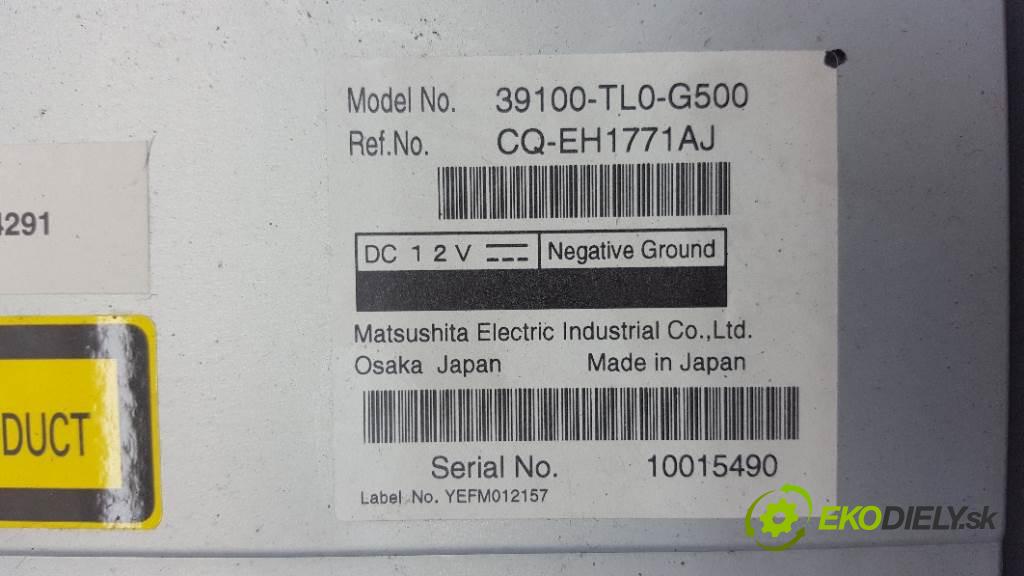 Model No. 39100-TL0-G500
Ref.No. CQ-EH1771AJ
4291
DC 12V Negative Ground
Matsushita Electric Industrial Co.,Ltd.
Osaka Japan Made in Japan
DUCT
Serial No. 10015490
Label No. YEFM012157
EKODIELY.sk